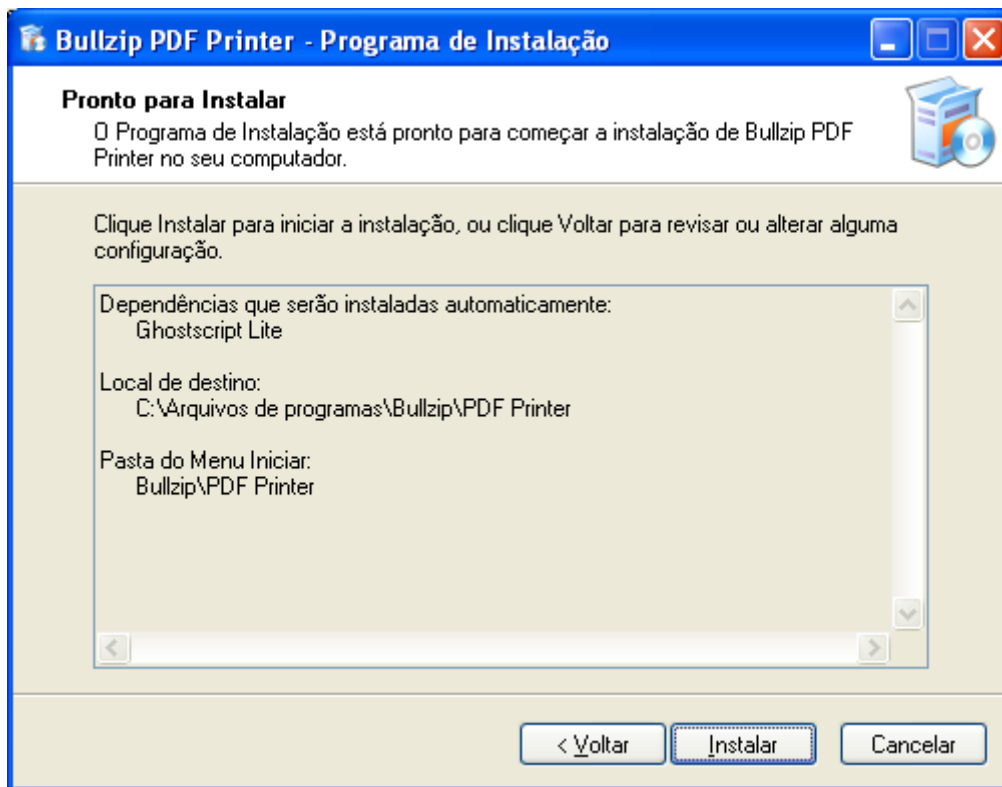 Bullzip PDF Printer - Programa de Instalação
Pronto para Instalar
O Programa de Instalação está pronto para começar a instalação de Bullzip PDF
Printer no seu computador.
Clique Instalar para iniciar a instalação, ou clique Voltar para revisar ou alterar alguma
configuração.
Dependências que serão instaladas automaticamente:
Ghostscript Lite
Local de destino:
C:\Arquivos de programas\Bullzip\PDF Printer
Pasta do Menu Iniciar:
Bullzip\PDF Printer
< Voltar
Instalar
Cancelar